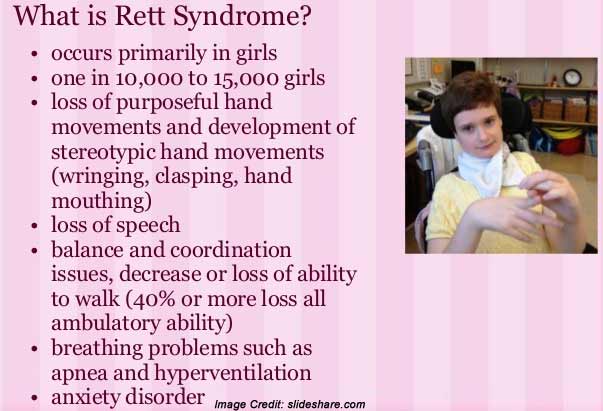 What is Rett Syndrome?
• occurs primarily in girls
• one in 10,000 to 15,000 girls
• loss of purposeful hand
movements and development of
stereotypic hand movements
(wringing, clasping, hand
mouthing)
• loss of speech
• balance and coordination
issues, decrease or loss of ability
to walk (40% or more loss all
ambulatory ability)
• breathing problems such as
apnea and hyperventilation
• anxiety disorder
Image Credit: slideshare.com